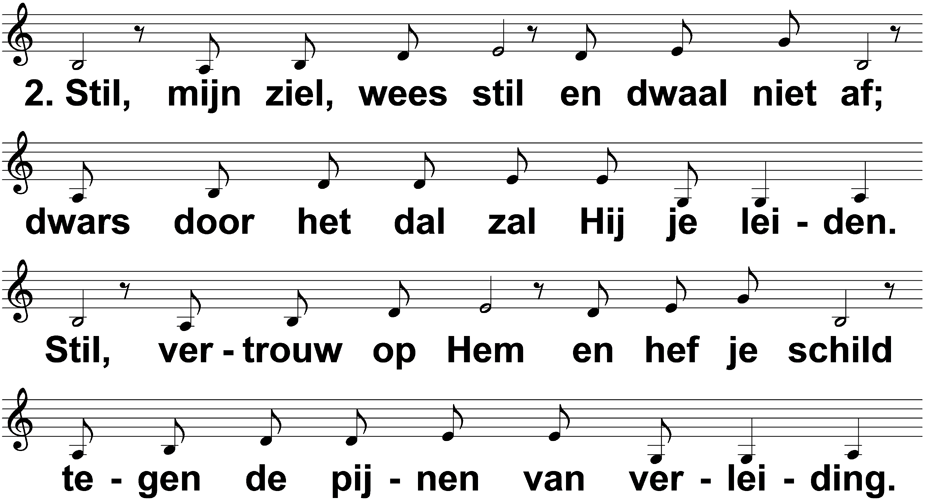 2. Stil, mijn ziel, wees stil en dwaal niet af;
dwars door het dal zal Hij je lei - den.
Stil, ver - trouw op Hem en hef je schild
te - gen de pij - nen van ver - lei - ding.